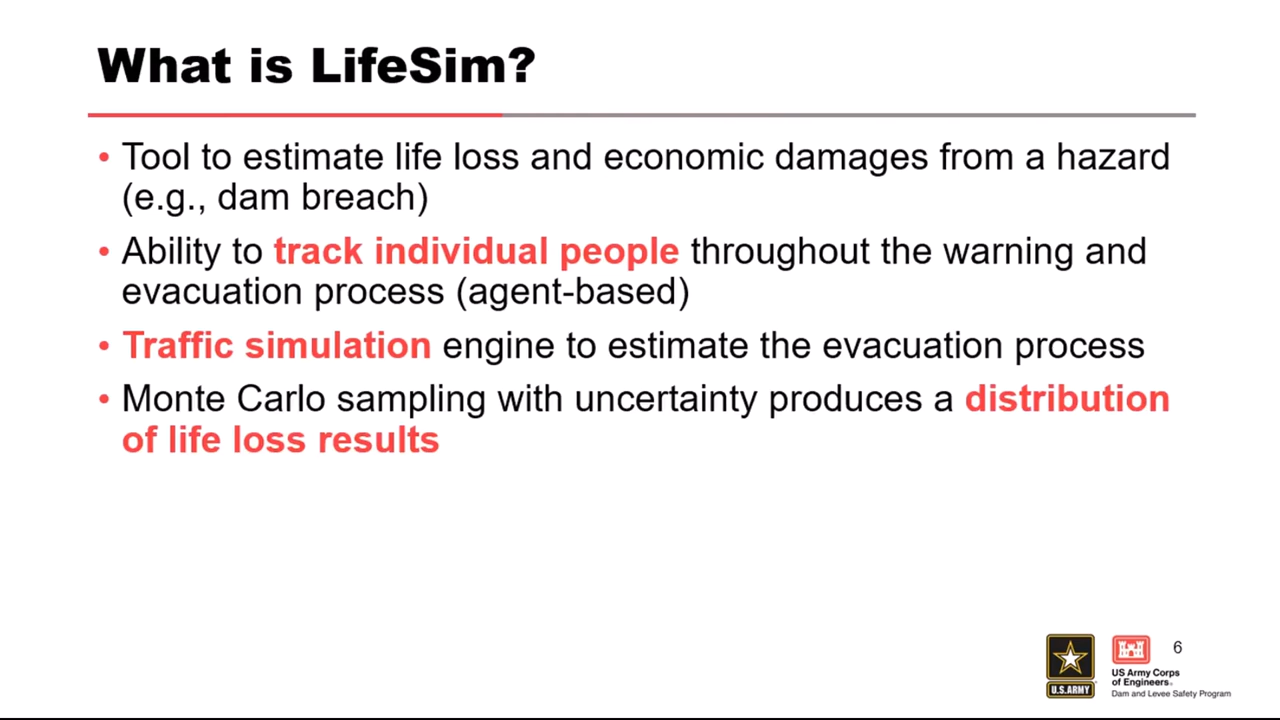 What is LifeSim?
• Tool to estimate life loss and economic damages from a hazard
(e.g., dam breach)
• Ability to track individual people throughout the warning and
evacuation process (agent-based)
• Traffic simulation engine to estimate the evacuation process
• Monte Carlo sampling with uncertainty produces a distribution
of life loss results
U.S.ARMY
US Army Corps
of Engineers®
Dam and Levee Safety Program
6